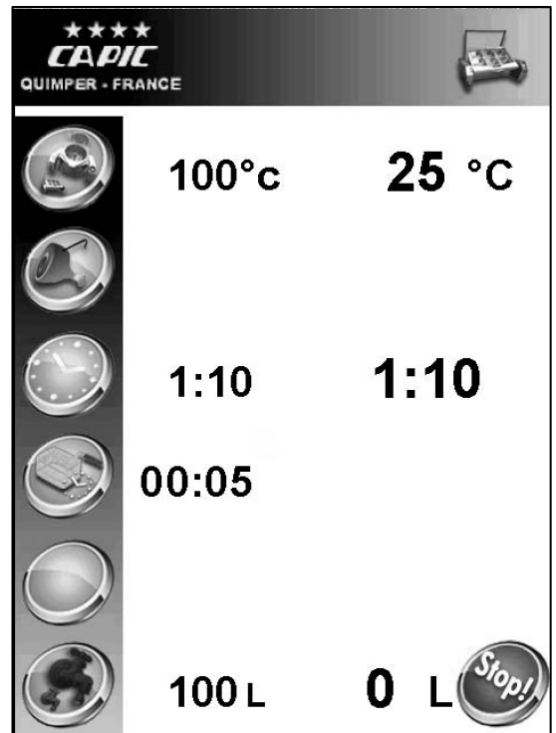 ★★★★
CAPIC
QUIMPER - FRANCE
100°c 25 °C
1:10 1:10
00:05
100 L 0 L Stop!